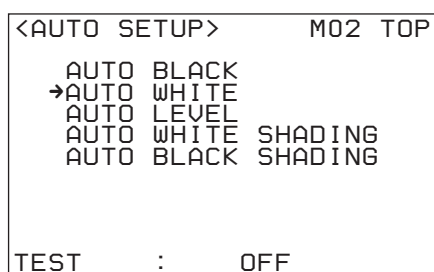 <AUTO SETUP> M02 TOP
AUTO BLACK
→AUTO WHITE
AUTO LEVEL
AUTO WHITE SHADING
AUTO BLACK SHADING
TEST : OFF